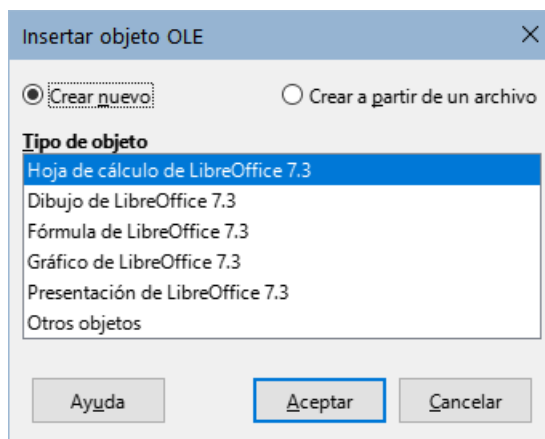 Insertar objeto OLE
Crear nuevo Crear a partir de un archivo
Tipo de objeto
Hoja de cálculo de LibreOffice 7.3
Dibujo de LibreOffice 7.3
Fórmula de LibreOffice 7.3
Gráfico de LibreOffice 7.3
Presentación de LibreOffice 7.3
Otros objetos
Ayuda Aceptar Cancelar